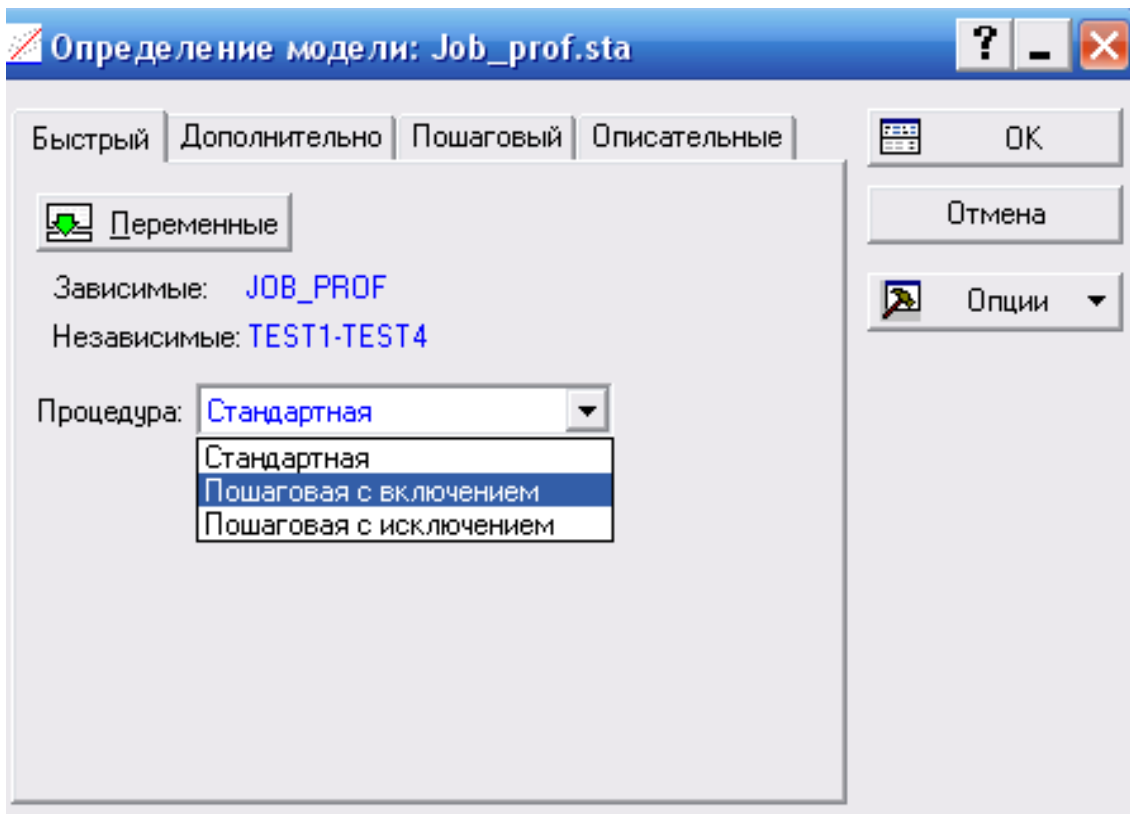 Определение модели: Job_prof.sta
Быстрый
Дополнительно
Пошаговый
Описательные
Переменные
Зависимые: JOB_PROF
Независимые: TEST1-TEST4
Процедура: Стандартная
Стандартная
Пошаговая с включением
Пошаговая с исключением
OK
Отмена
Опции